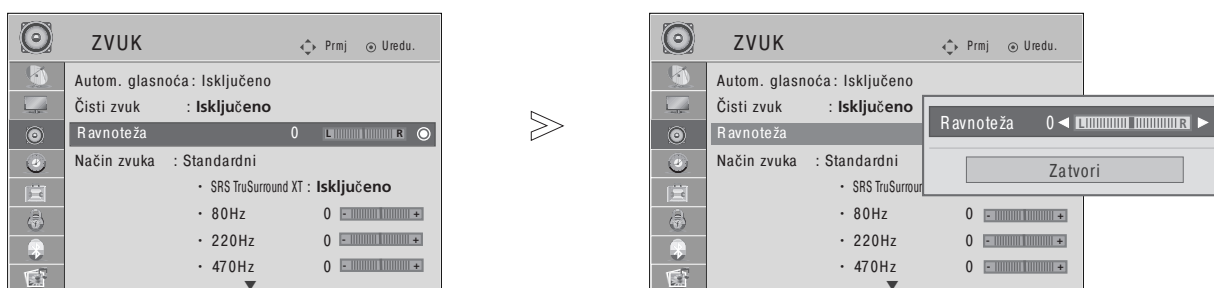 ZVUK Prmj Uredu.
Autom. glasnoća : Isključeno
Čisti zvuk : Isključeno
Ravnoteža 0 L R
Način zvuka : Standardni
• SRS TruSurround XT : Isključeno
• 80Hz 0 - +
• 220Hz 0 - +
• 470Hz 0 - +
ZVUK Prmj Uredu.
Autom. glasnoća : Isključeno
Čisti zvuk : Isključeno
Ravnoteža
Ravnoteža 0 L R
Zatvori
Način zvuka : Standardni
• SRS TruSurroun
• 80Hz 0 - +
• 220Hz 0 - +
• 470Hz 0 - +